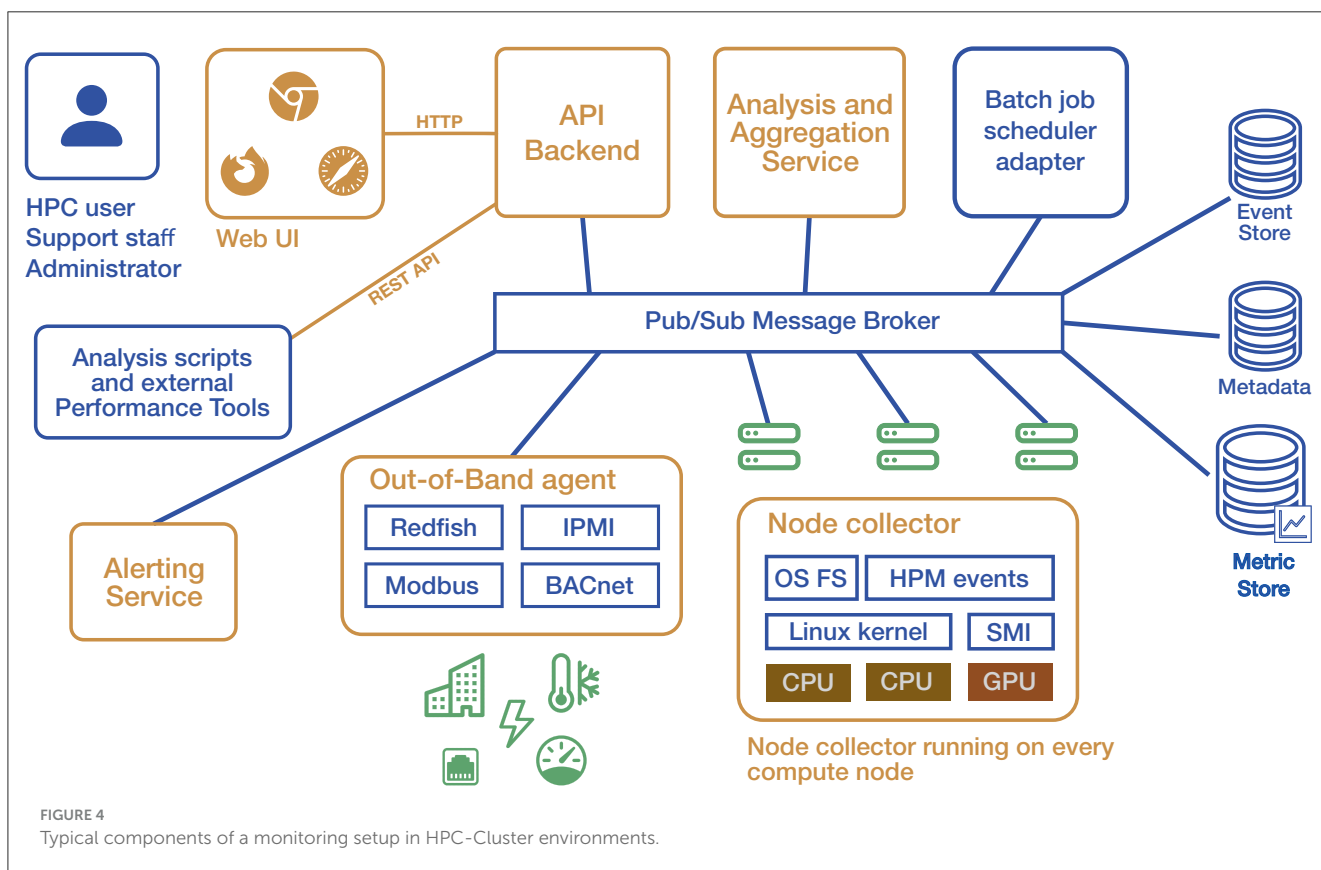 HPC user
Support staff
Administrator
Web UI
HTTP
API
Backend
Analysis and
Aggregation
Service
Batch job
scheduler
adapter
Event
Store
REST API
Pub/Sub Message Broker
Analysis scripts
and external
Performance Tools
Metadata
Out-of-Band agent
Redfish
IPMI
Modbus
BACnet
Node collector
OS FS
HPM events
Linux kernel
SMI
CPU
CPU
GPU
Metric
Store
Alerting
Service
Node collector running on every
compute node
FIGURE 4
Typical components of a monitoring setup in HPC-Cluster environments.